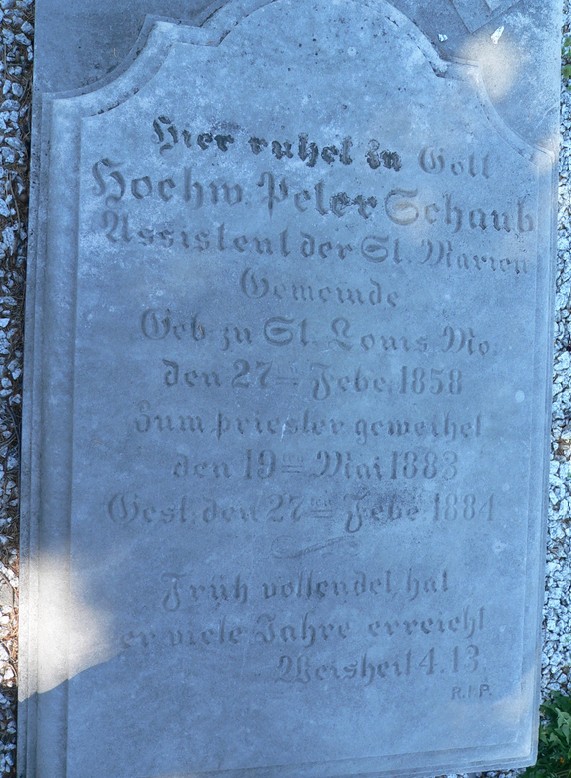 Hier ruhet in Gott
Hochw. Peter Schaub
Assistent der St. Marien
Gemeinde
Geb. zu St. Louis Mo.
den 27ten Febr. 1858
Zum priester geweihet
den 19ten Mai 1883
Gest. den 27ten Febr. 1884
Früh vollendet, hat
er viele Jahre erreicht
Weisheit 4. 13.
R.I.P.